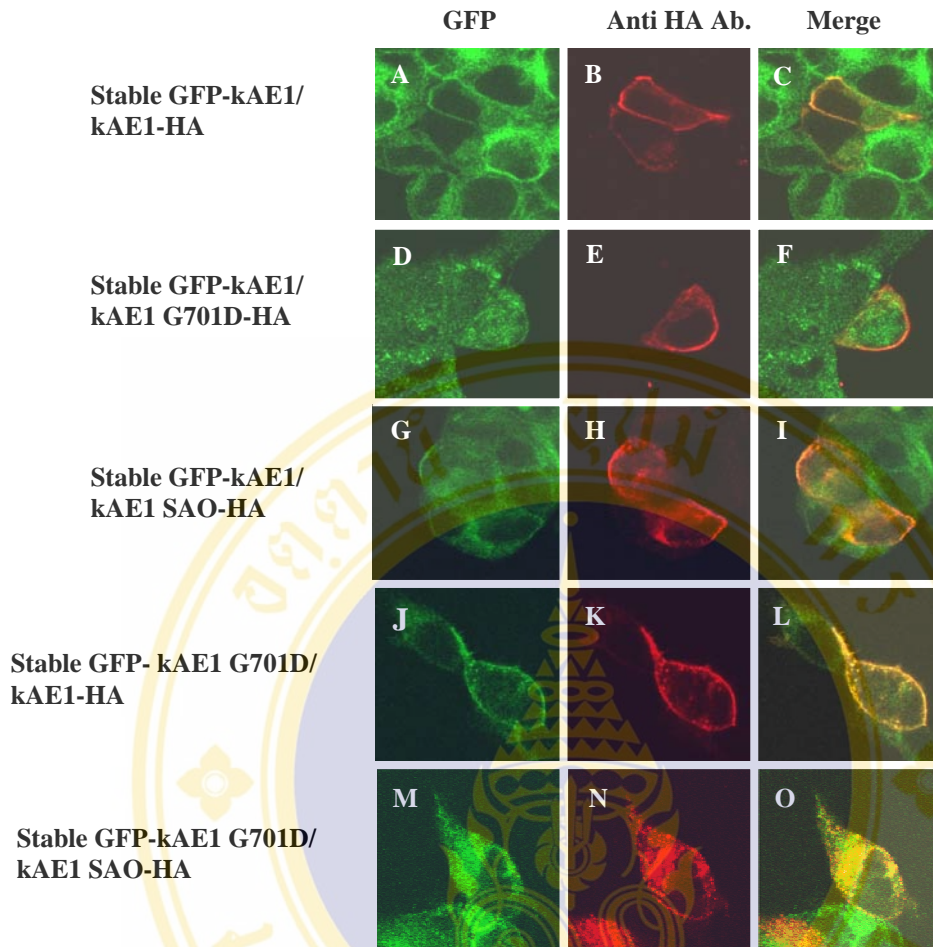 GFP Anti HA Ab. Merge
Stable GFP-kAE1/
kAE1-HA
A B C
Stable GFP-kAE1/
kAE1 G701D-HA
D E F
Stable GFP-kAE1/
kAE1 SAO-HA
G H I
Stable GFP- kAE1 G701D/
kAE1-HA
J K L
Stable GFP-kAE1 G701D/
kAE1 SAO-HA
M N O